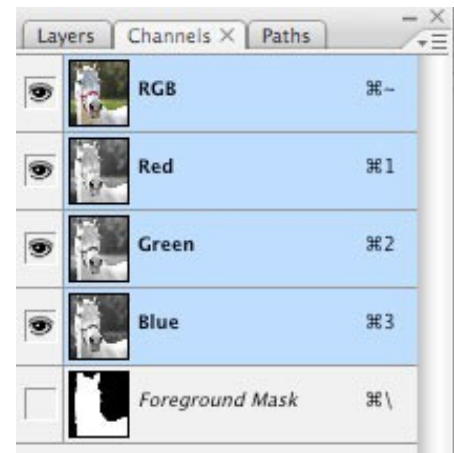 Layers Channels × Paths
RGB ⌘~
Red ⌘1
Green ⌘2
Blue ⌘3
Foreground Mask ⌘\